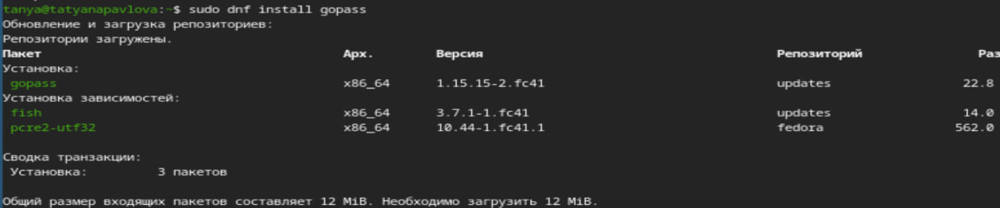 tanya@tatyanapavlova:~$ sudo dnf install gopass
Обновление и загрузка репозиториев:
Репозитории загружены.
Пакет Арх. Версия Репозиторий Раз
Установка:
gopass x86_64 1.15.15-2.fc41 updates 22.8
Установка зависимостей:
fish x86_64 3.7.1-1.fc41 updates 14.0
pcre2-utf32 x86_64 10.44-1.fc41.1 fedora 562.0
Сводка транзакции:
Установка: 3 пакетов
Общий размер входящих пакетов составляет 12 MiB. Необходимо загрузить 12 MiB.